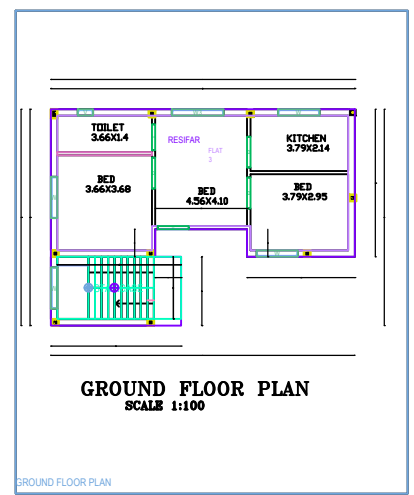 TOILET
3.66X1.4
RESIFAR
FLAT
3
KITCHEN
3.79X2.14
BED
3.66X3.68
BED
4.56X4.10
BED
3.79X2.95
GROUND FLOOR PLAN
SCALE 1:100
GROUND FLOOR PLAN